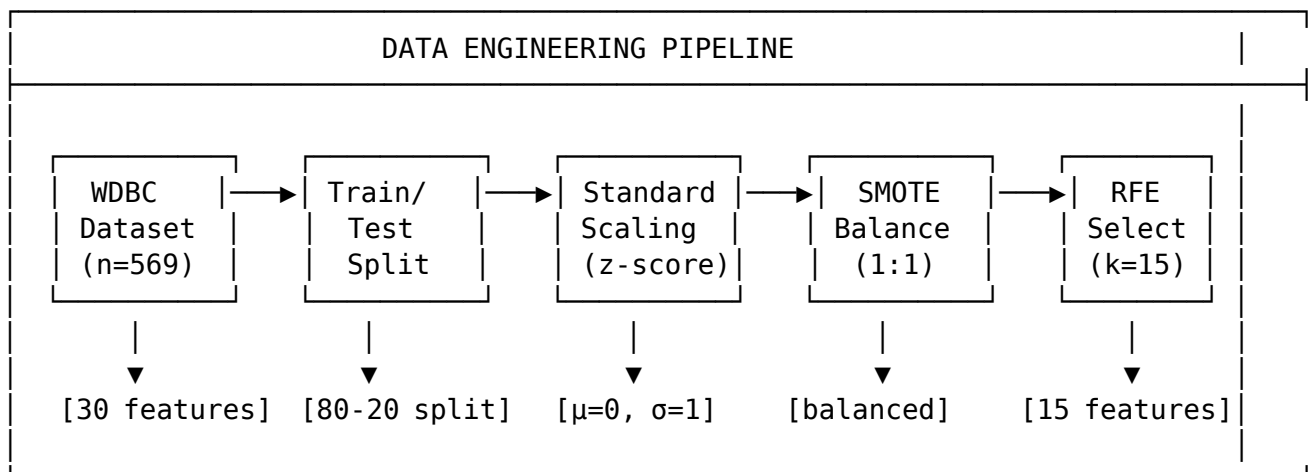 DATA ENGINEERING PIPELINE
WDBC Train/ Standard SMOTE RFE
Dataset Test Scaling Balance Select
(n=569) Split (z-score) (1:1) (k=15)
[30 features] [80-20 split] [μ=0, σ=1] [balanced] [15 features]